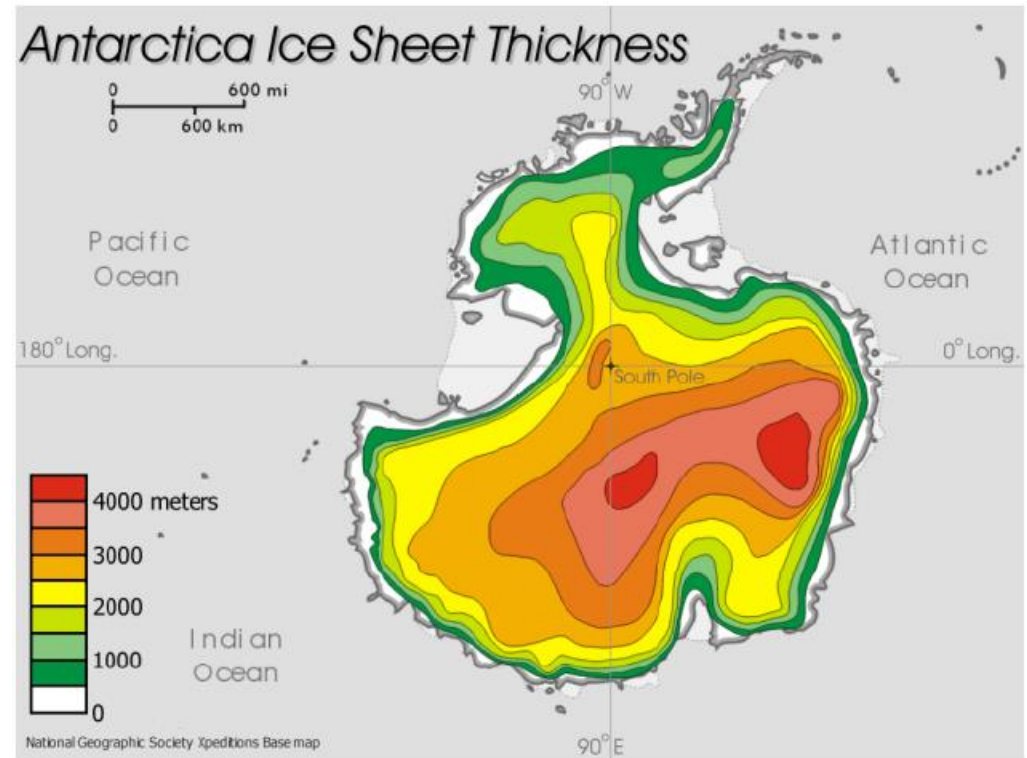 Antarctica Ice Sheet Thickness
0 600 mi
0 600 km
90° W
Pacific
Ocean
Atlantic
Ocean
180° Long.
0° Long.
South Pole
4000 meters
3000
2000
1000
0
Indian
Ocean
National Geographic Society Xpeditions Base map
90° E